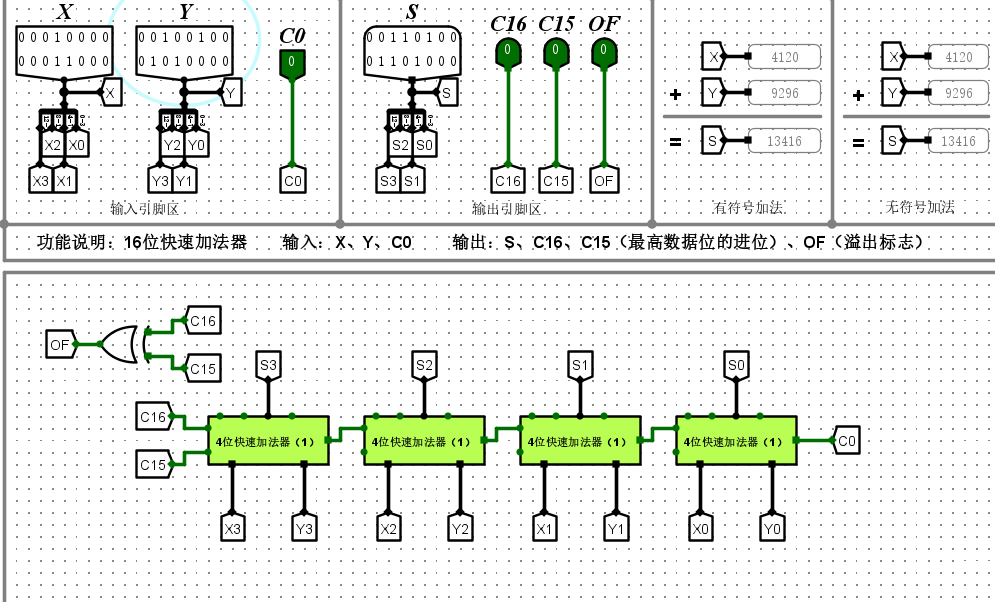 X Y C0 S C16 C15 OF
0 0 0 1 0 0 0 0
0 0 0 1 1 0 0 0
0 0 1 0 0 1 0 0
0 1 0 1 0 0 0 0
0
0 0 1 1 0 1 0 0
0 1 1 0 1 0 0 0
0 0 0
X Y S
X2 X0 Y2 Y0 S2 S0
X3 X1 Y3 Y1 C0 S3 S1 C16 C15 OF
输入引脚区 输出引脚区
X 4120
+ Y 9296
= S 13416
有符号加法
X 4120
+ Y 9296
= S 13416
无符号加法
功能说明：16位快速加法器 输入：X、Y、C0 输出：S、C16、C15（最高数据位的进位）、OF（溢出标志）
C16
OF
C15
S3 S2 S1 S0
C16
4位快速加法器（1） 4位快速加法器（1） 4位快速加法器（1） 4位快速加法器（1） C0
C15
X3 Y3 X2 Y2 X1 Y1 X0 Y0